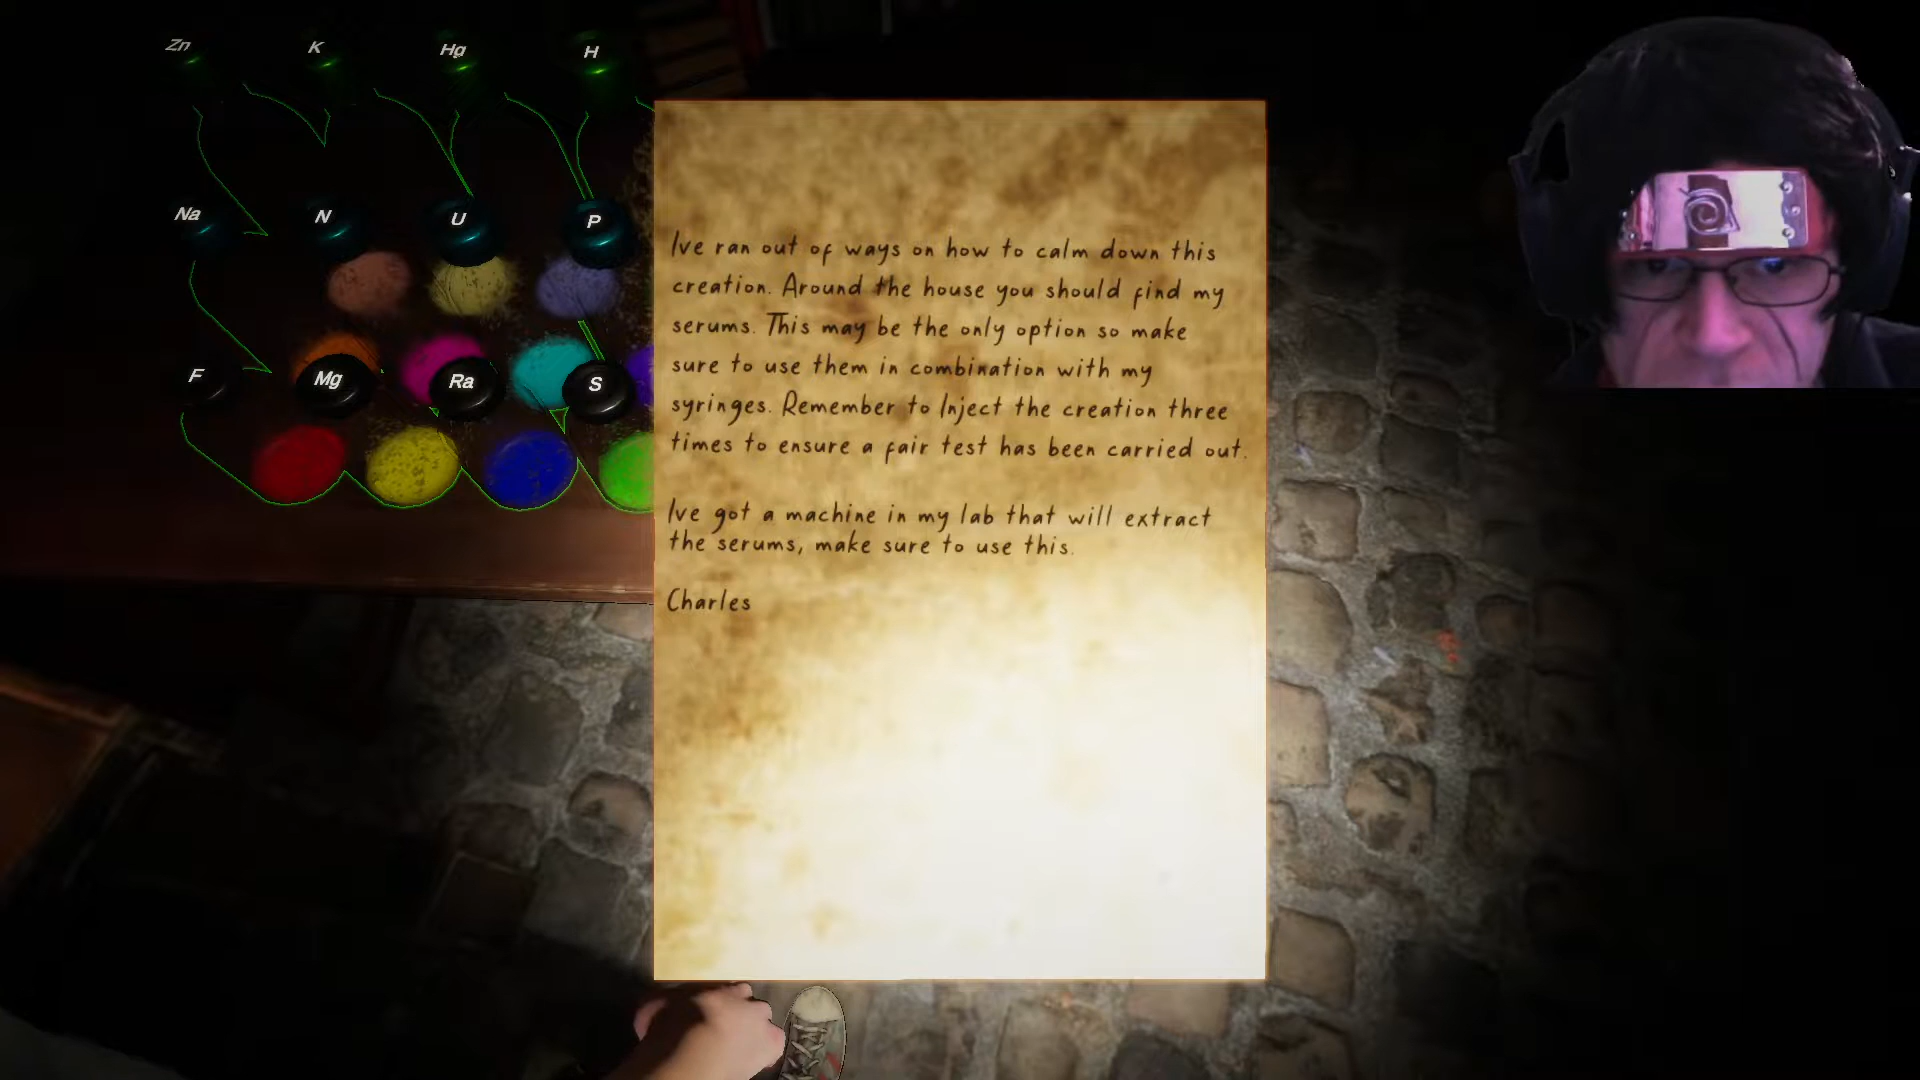 Zn K Hg H
Na N U P
F Mg Ra S
Ive ran out of ways on how to calm down this
creation. Around the house you should find my
serums. This may be the only option so make
sure to use them in combination with my
syringes. Remember to Inject the creation three
times to ensure a fair test has been carried out.
Ive got a machine in my lab that will extract
the serums, make sure to use this.
Charles